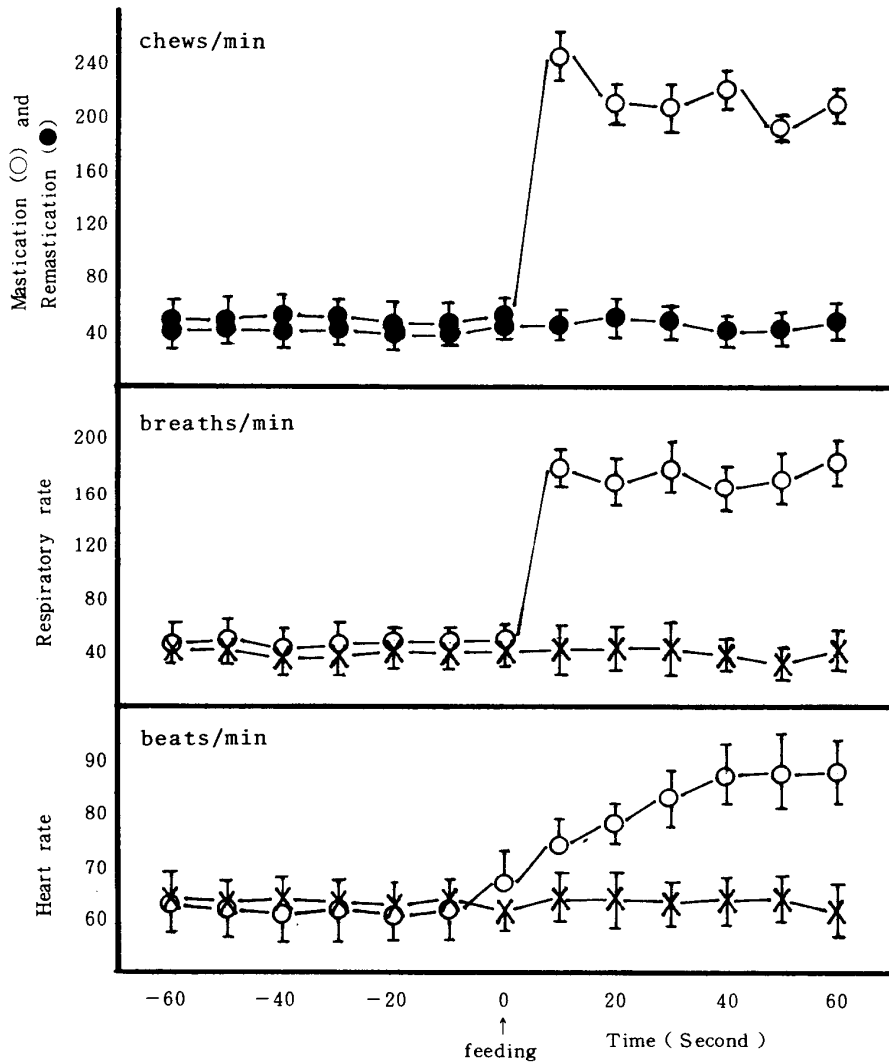 chews/min
Mastication (○) and
Remastication (●)
240
200
160
120
80
40
breaths/min
Respiratory rate
200
160
120
80
40
beats/min
Heart rate
90
80
70
60
-60 -40 -20 0 20 40 60
↑
feeding
Time ( Second )